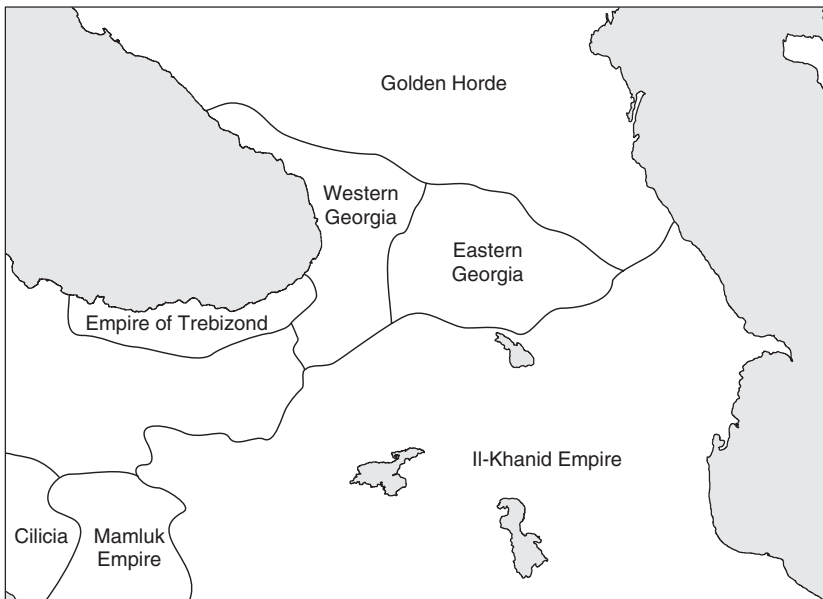 Golden Horde
Western
Georgia
Eastern
Georgia
Empire of Trebizond
Il-Khanid Empire
Cilicia
Mamluk
Empire